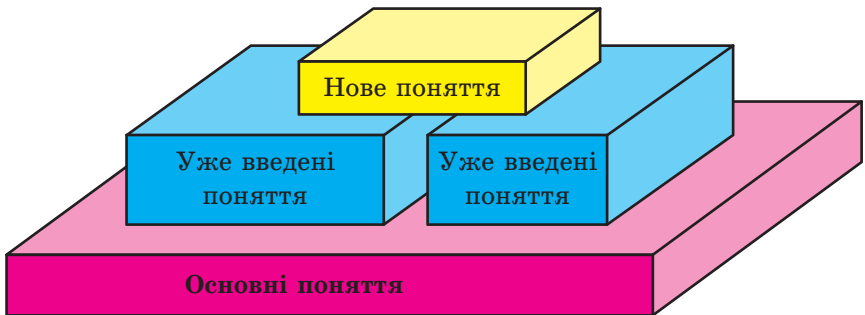 Нове поняття
Уже введені
поняття
Уже введені
поняття
Основні поняття